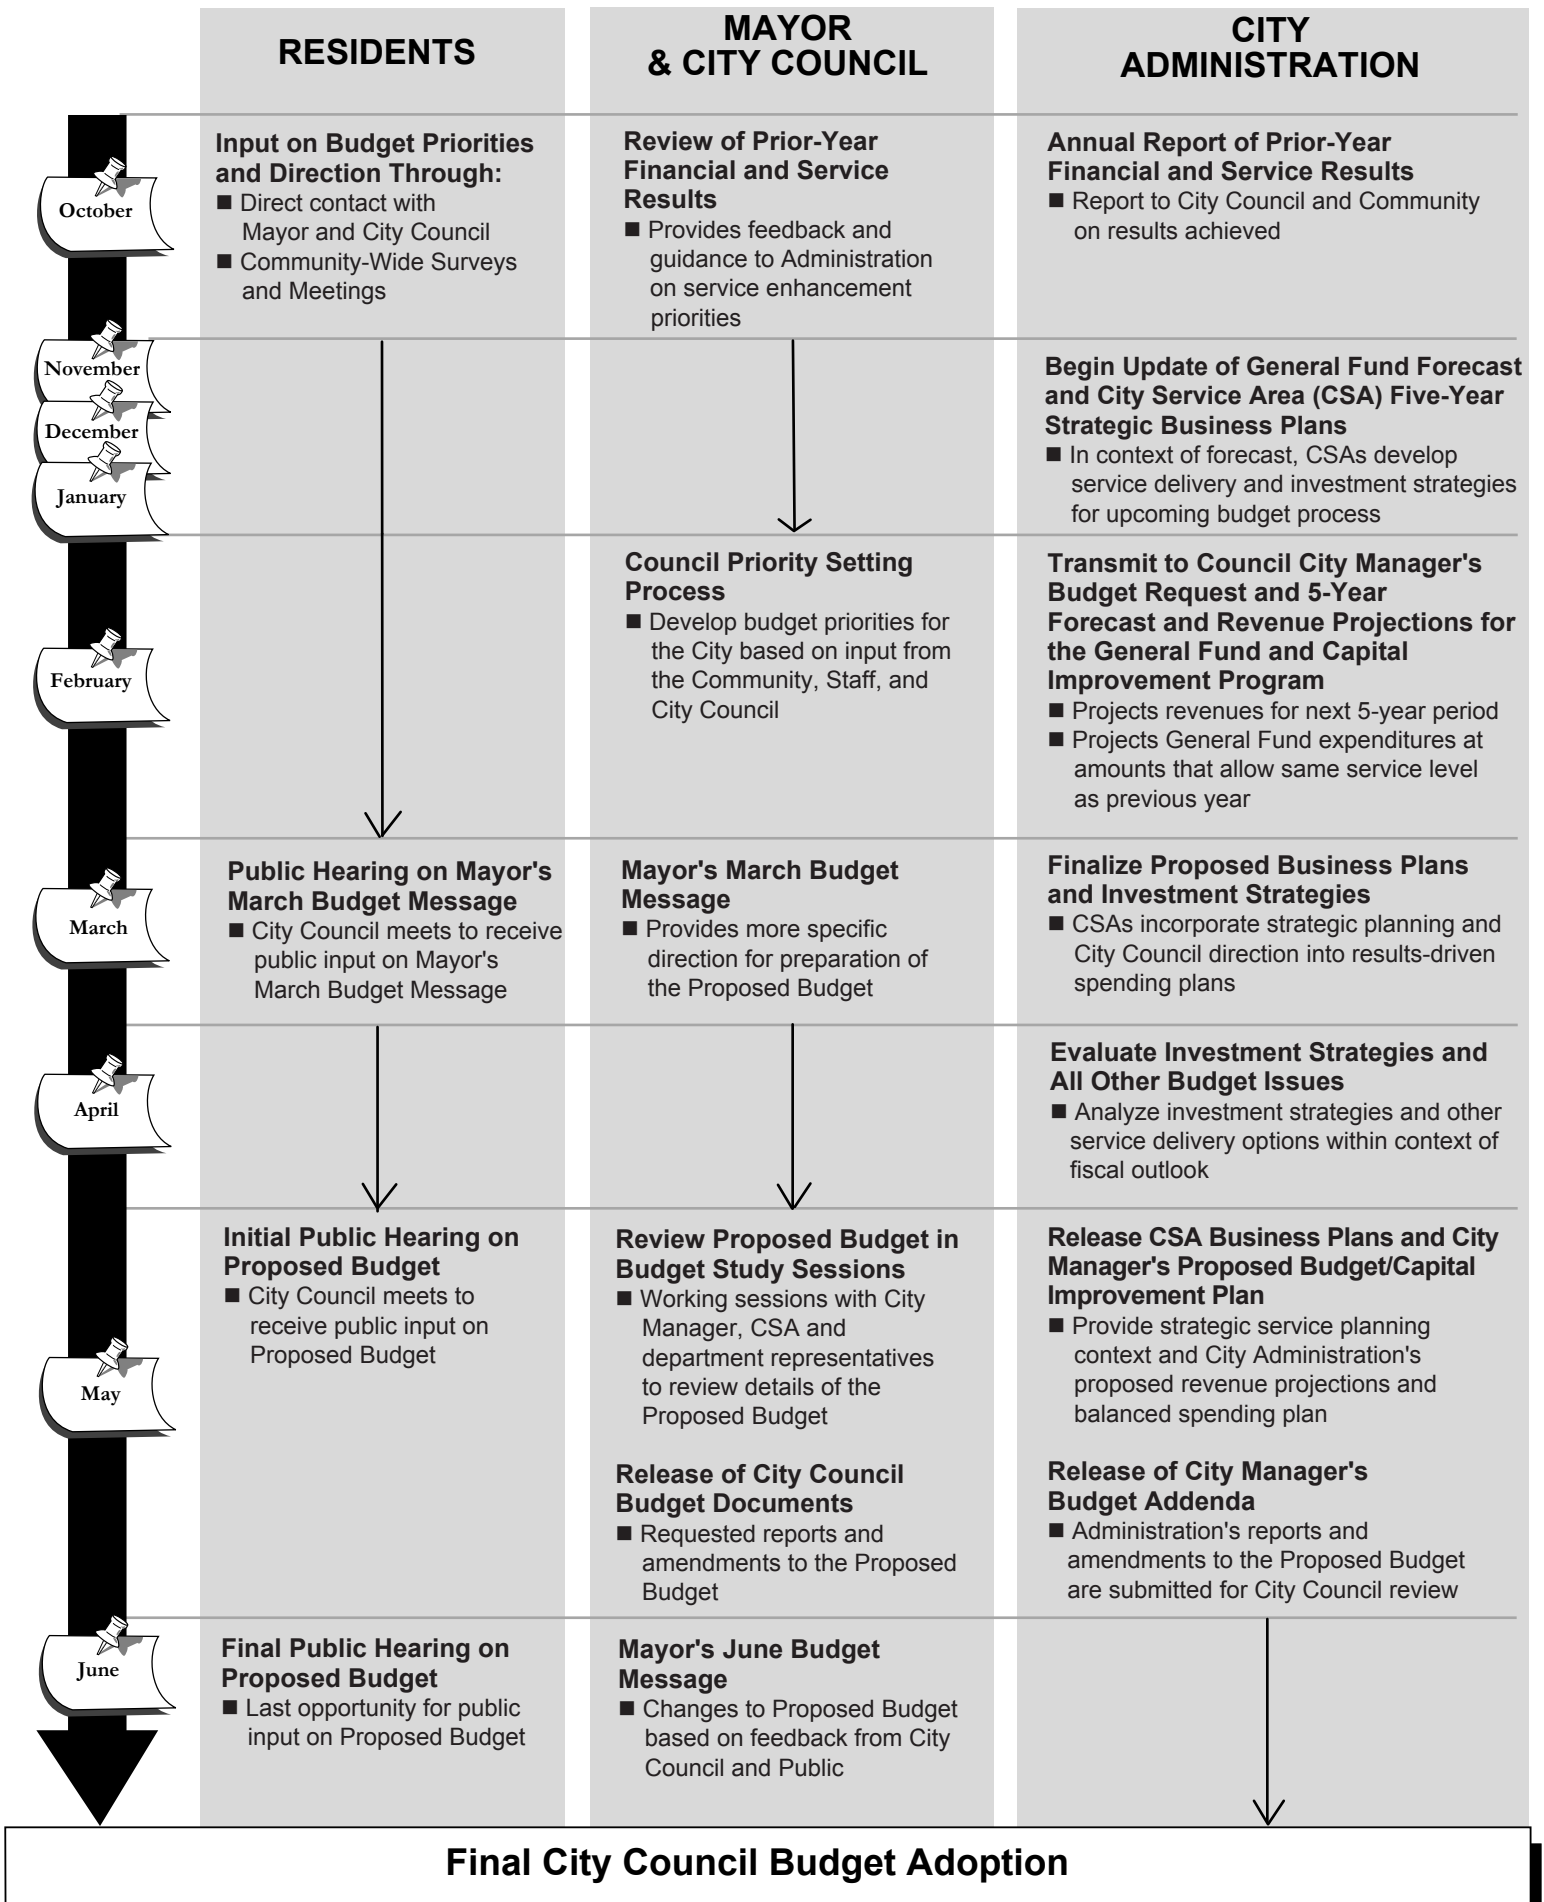 RESIDENTS
MAYOR
& CITY COUNCIL
CITY
ADMINISTRATION
October
Input on Budget Priorities
and Direction Through:
■ Direct contact with
Mayor and City Council
■ Community-Wide Surveys
and Meetings
Review of Prior-Year
Financial and Service
Results
■ Provides feedback and
guidance to Administration
on service enhancement
priorities
Annual Report of Prior-Year
Financial and Service Results
■ Report to City Council and Community
on results achieved
November
December
January
Begin Update of General Fund Forecast
and City Service Area (CSA) Five-Year
Strategic Business Plans
■ In context of forecast, CSAs develop
service delivery and investment strategies
for upcoming budget process
February
Council Priority Setting
Process
■ Develop budget priorities for
the City based on input from
the Community, Staff, and
City Council
Transmit to Council City Manager's
Budget Request and 5-Year
Forecast and Revenue Projections for
the General Fund and Capital
Improvement Program
■ Projects revenues for next 5-year period
■ Projects General Fund expenditures at
amounts that allow same service level
as previous year
March
Public Hearing on Mayor's
March Budget Message
■ City Council meets to receive
public input on Mayor's
March Budget Message
Mayor's March Budget
Message
■ Provides more specific
direction for preparation of
the Proposed Budget
Finalize Proposed Business Plans
and Investment Strategies
■ CSAs incorporate strategic planning and
City Council direction into results-driven
spending plans
April
Evaluate Investment Strategies and
All Other Budget Issues
■ Analyze investment strategies and other
service delivery options within context of
fiscal outlook
May
Initial Public Hearing on
Proposed Budget
■ City Council meets to
receive public input on
Proposed Budget
Review Proposed Budget in
Budget Study Sessions
■ Working sessions with City
Manager, CSA and
department representatives
to review details of the
Proposed Budget
Release of City Council
Budget Documents
■ Requested reports and
amendments to the Proposed
Budget
Release CSA Business Plans and City
Manager's Proposed Budget/Capital
Improvement Plan
■ Provide strategic service planning
context and City Administration's
proposed revenue projections and
balanced spending plan
Release of City Manager's
Budget Addenda
■ Administration's reports and
amendments to the Proposed Budget
are submitted for City Council review
June
Final Public Hearing on
Proposed Budget
■ Last opportunity for public
input on Proposed Budget
Mayor's June Budget
Message
■ Changes to Proposed Budget
based on feedback from City
Council and Public
Final City Council Budget Adoption